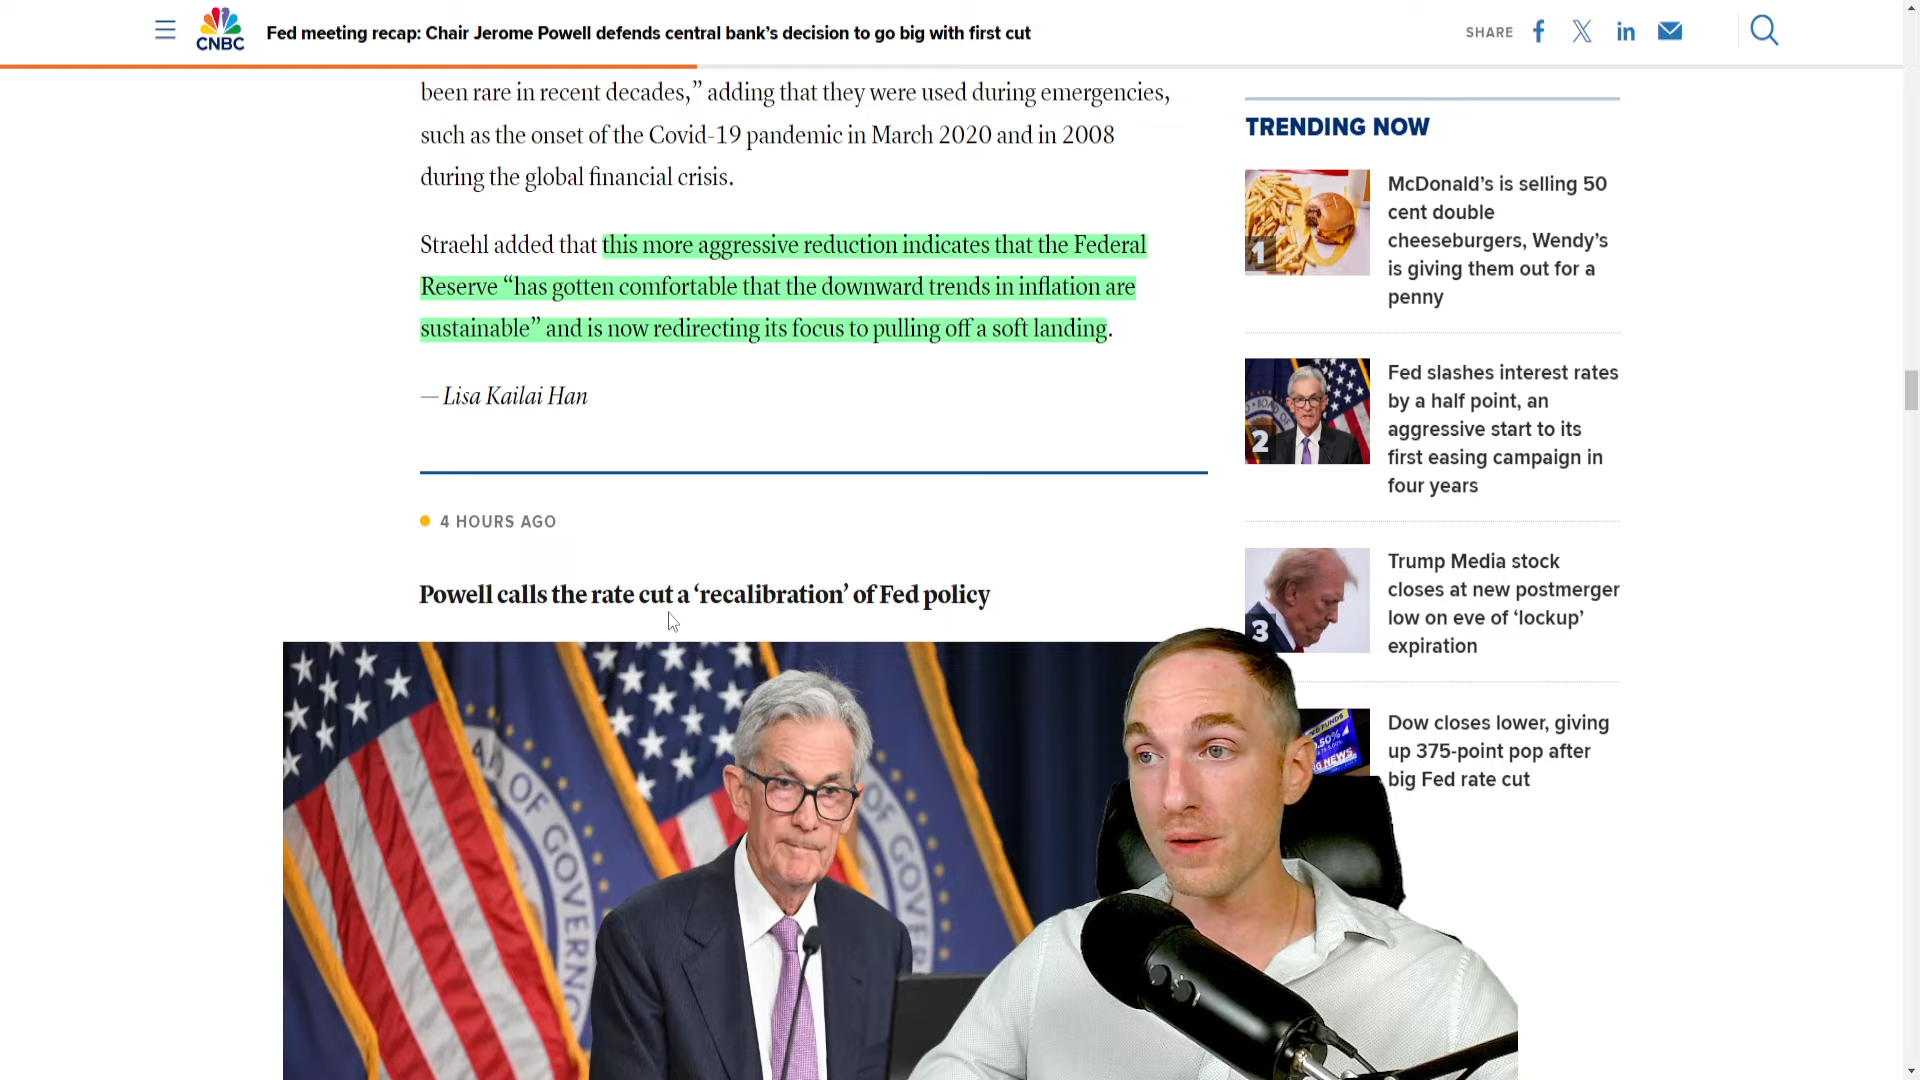 CNBC
Fed meeting recap: Chair Jerome Powell defends central bank’s decision to go big with first cut
SHARE
been rare in recent decades,” adding that they were used during emergencies,
such as the onset of the Covid-19 pandemic in March 2020 and in 2008
during the global financial crisis.
Straehl added that this more aggressive reduction indicates that the Federal
Reserve “has gotten comfortable that the downward trends in inflation are
sustainable” and is now redirecting its focus to pulling off a soft landing.
— Lisa Kailai Han
4 HOURS AGO
Powell calls the rate cut a ‘recalibration’ of Fed policy
OF GOVERNO
OF GOVER
TRENDING NOW
1
McDonald’s is selling 50
cent double
cheeseburgers, Wendy’s
is giving them out for a
penny
2
Fed slashes interest rates
by a half point, an
aggressive start to its
first easing campaign in
four years
3
Trump Media stock
closes at new postmerger
low on eve of ‘lockup’
expiration
Dow closes lower, giving
up 375-point pop after
big Fed rate cut